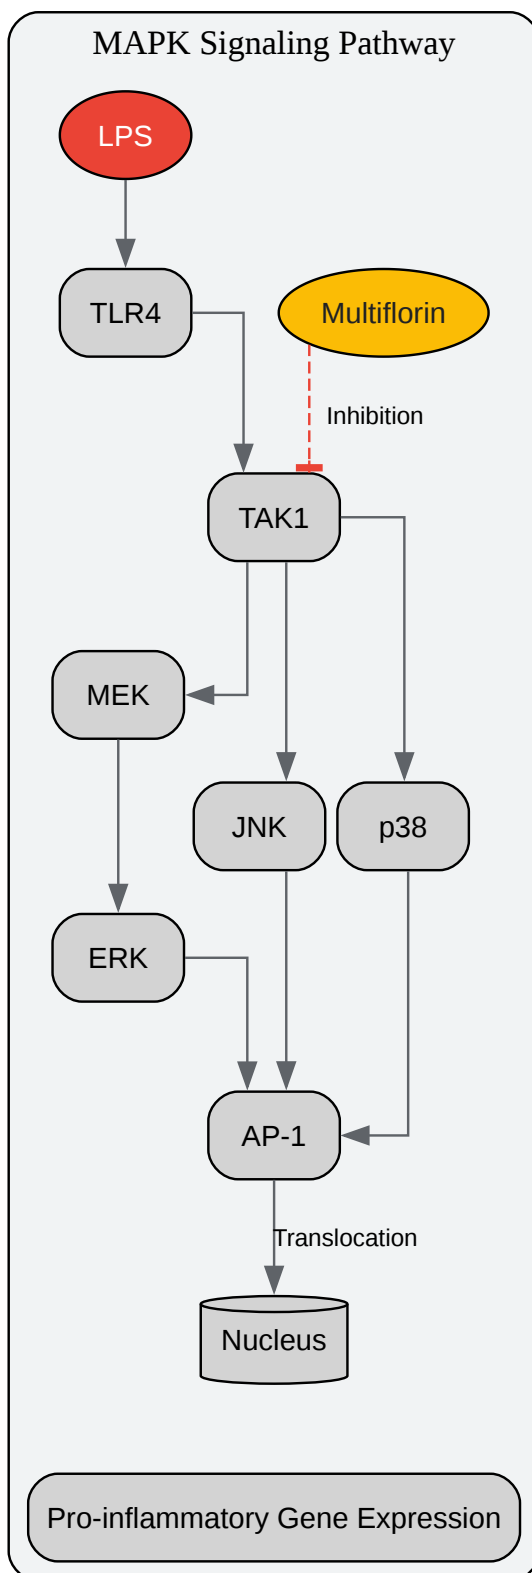 MAPK Signaling Pathway
LPS
TLR4
Multiflorin
Inhibition
TAK1
MEK
JNK
p38
ERK
AP-1
Translocation
Nucleus
Pro-inflammatory Gene Expression